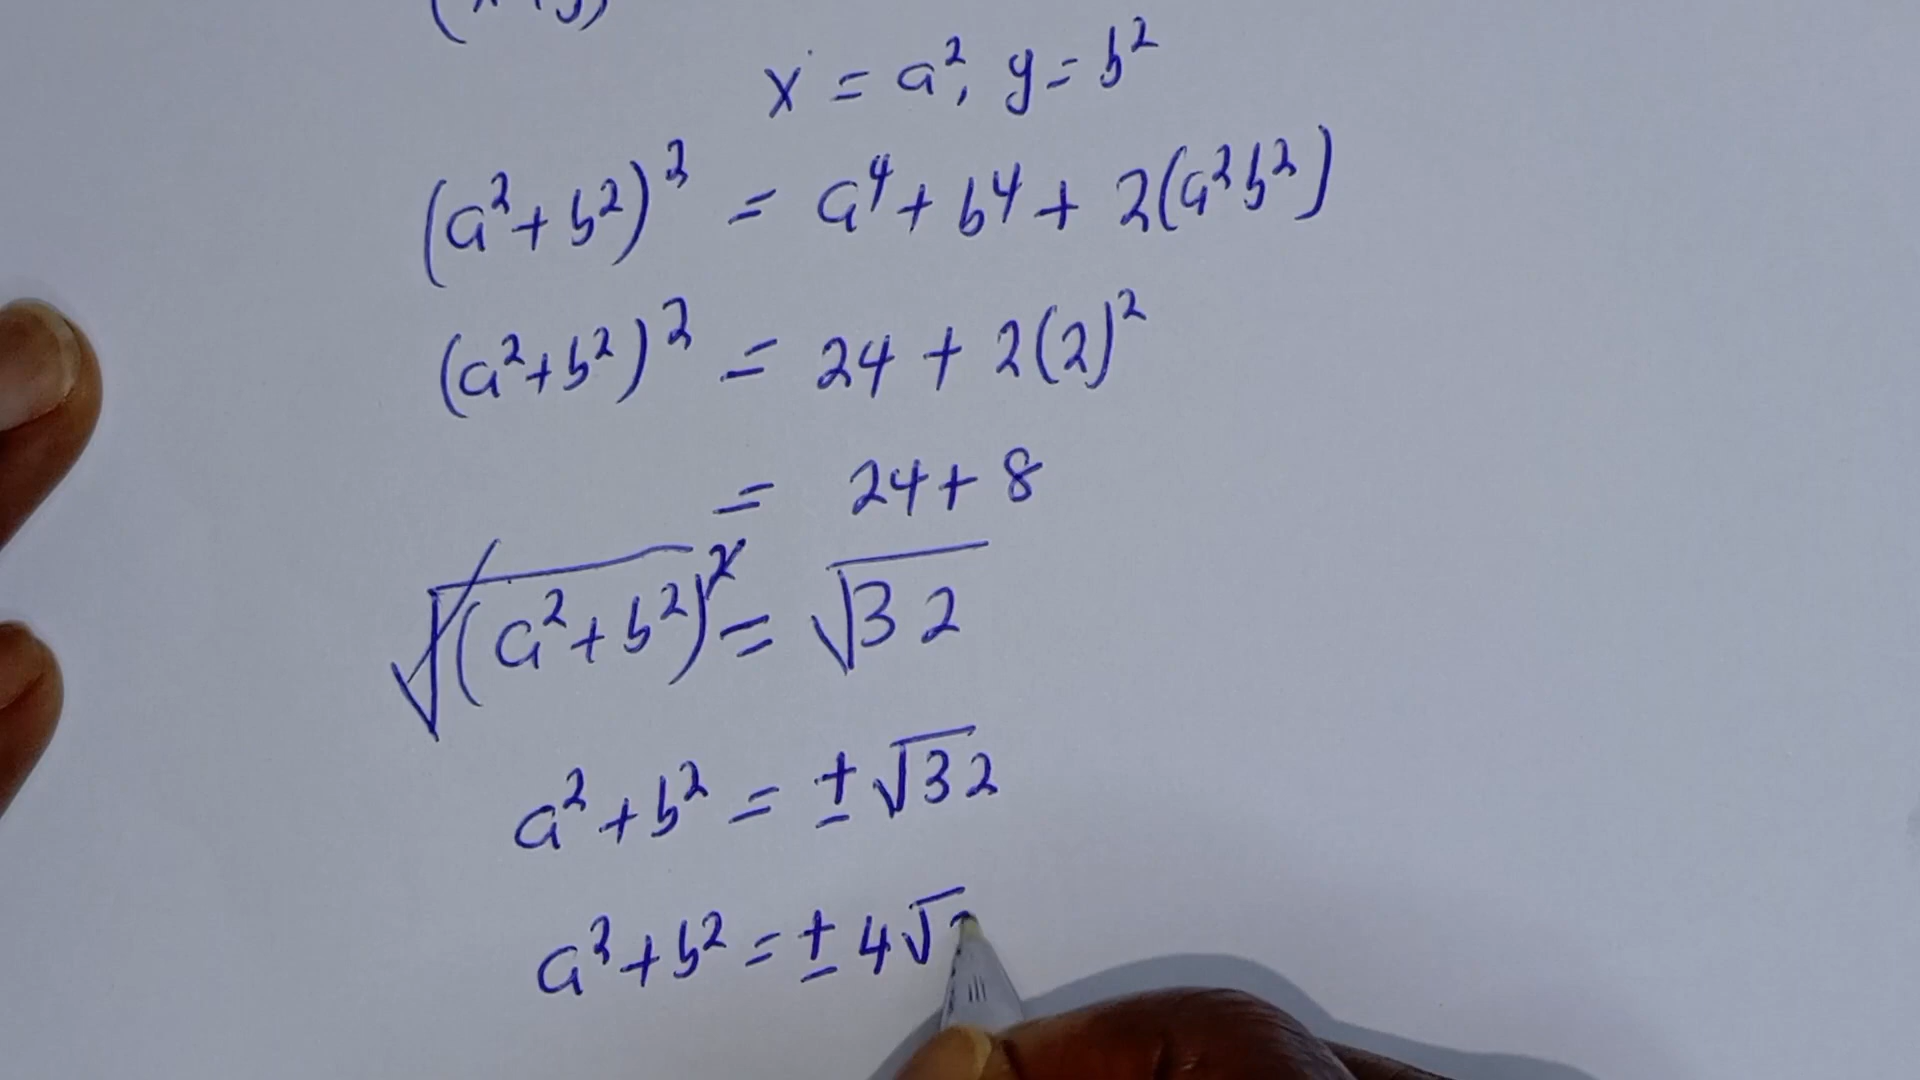 x = a², y = b²
(a²+b²)² = a⁴+b⁴+2(a²b²)
(a²+b²)² = 24+2(2)²
= 24+8
√(a²+b²)² = √32
a²+b² = ±√32
a²+b² = ±4√